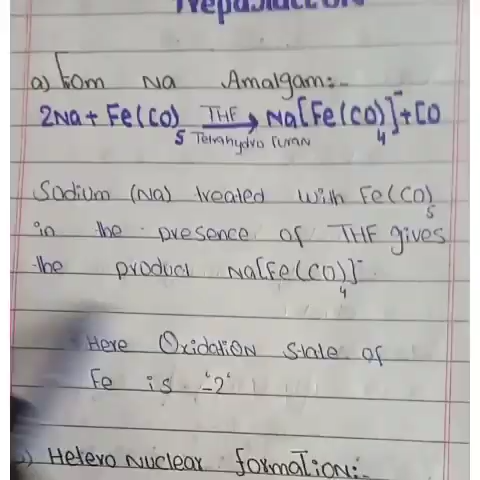 Preparation
a) From Na Amalgam:-
2Na + Fe(CO)5 THF Tetrahydro Furan → Na[Fe(CO)4]⁻ + CO
Sodium (Na) treated with Fe(CO)5
in the presence of THF gives
the product Na[Fe(CO)4]⁻
Here Oxidation State of
Fe is '-2'
) Hetero Nuclear formation:-